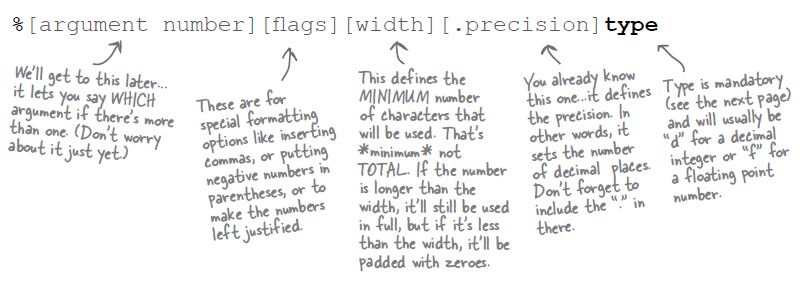 %[argument number][flags][width][.precision]type
We'll get to this later...
it lets you say WHICH
argument if there's more
than one. (Don't worry
about it just yet.)
These are for
special formatting
options like inserting
commas, or putting
negative numbers in
parentheses, or to
make the numbers
left justified.
This defines the
MINIMUM number
of characters that
will be used. That's
*minimum* not
TOTAL. If the number
is longer than the
width, it'll still be used
in full, but if it's less
than the width, it'll be
padded with zeroes.
You already know
this one...it defines
the precision. In
other words, it
sets the number
of decimal places.
Don't forget to
include the "." in
there.
Type is mandatory
(see the next page)
and will usually be
"d" for a decimal
integer or "f" for
a floating point
number.